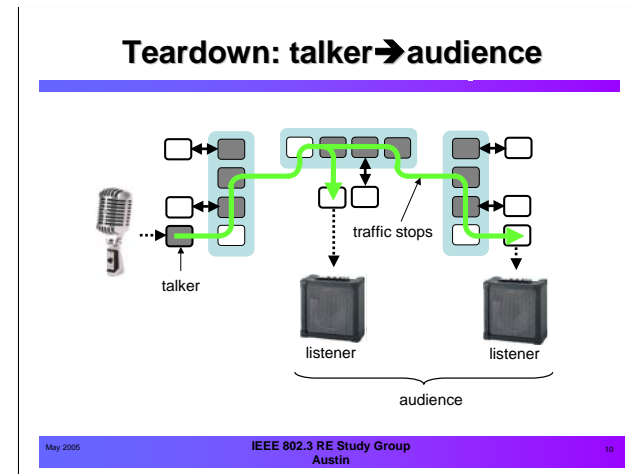 Teardown: talker➔audience
traffic stops
talker
listener
listener
audience
May 2005
IEEE 802.3 RE Study Group
Austin
10